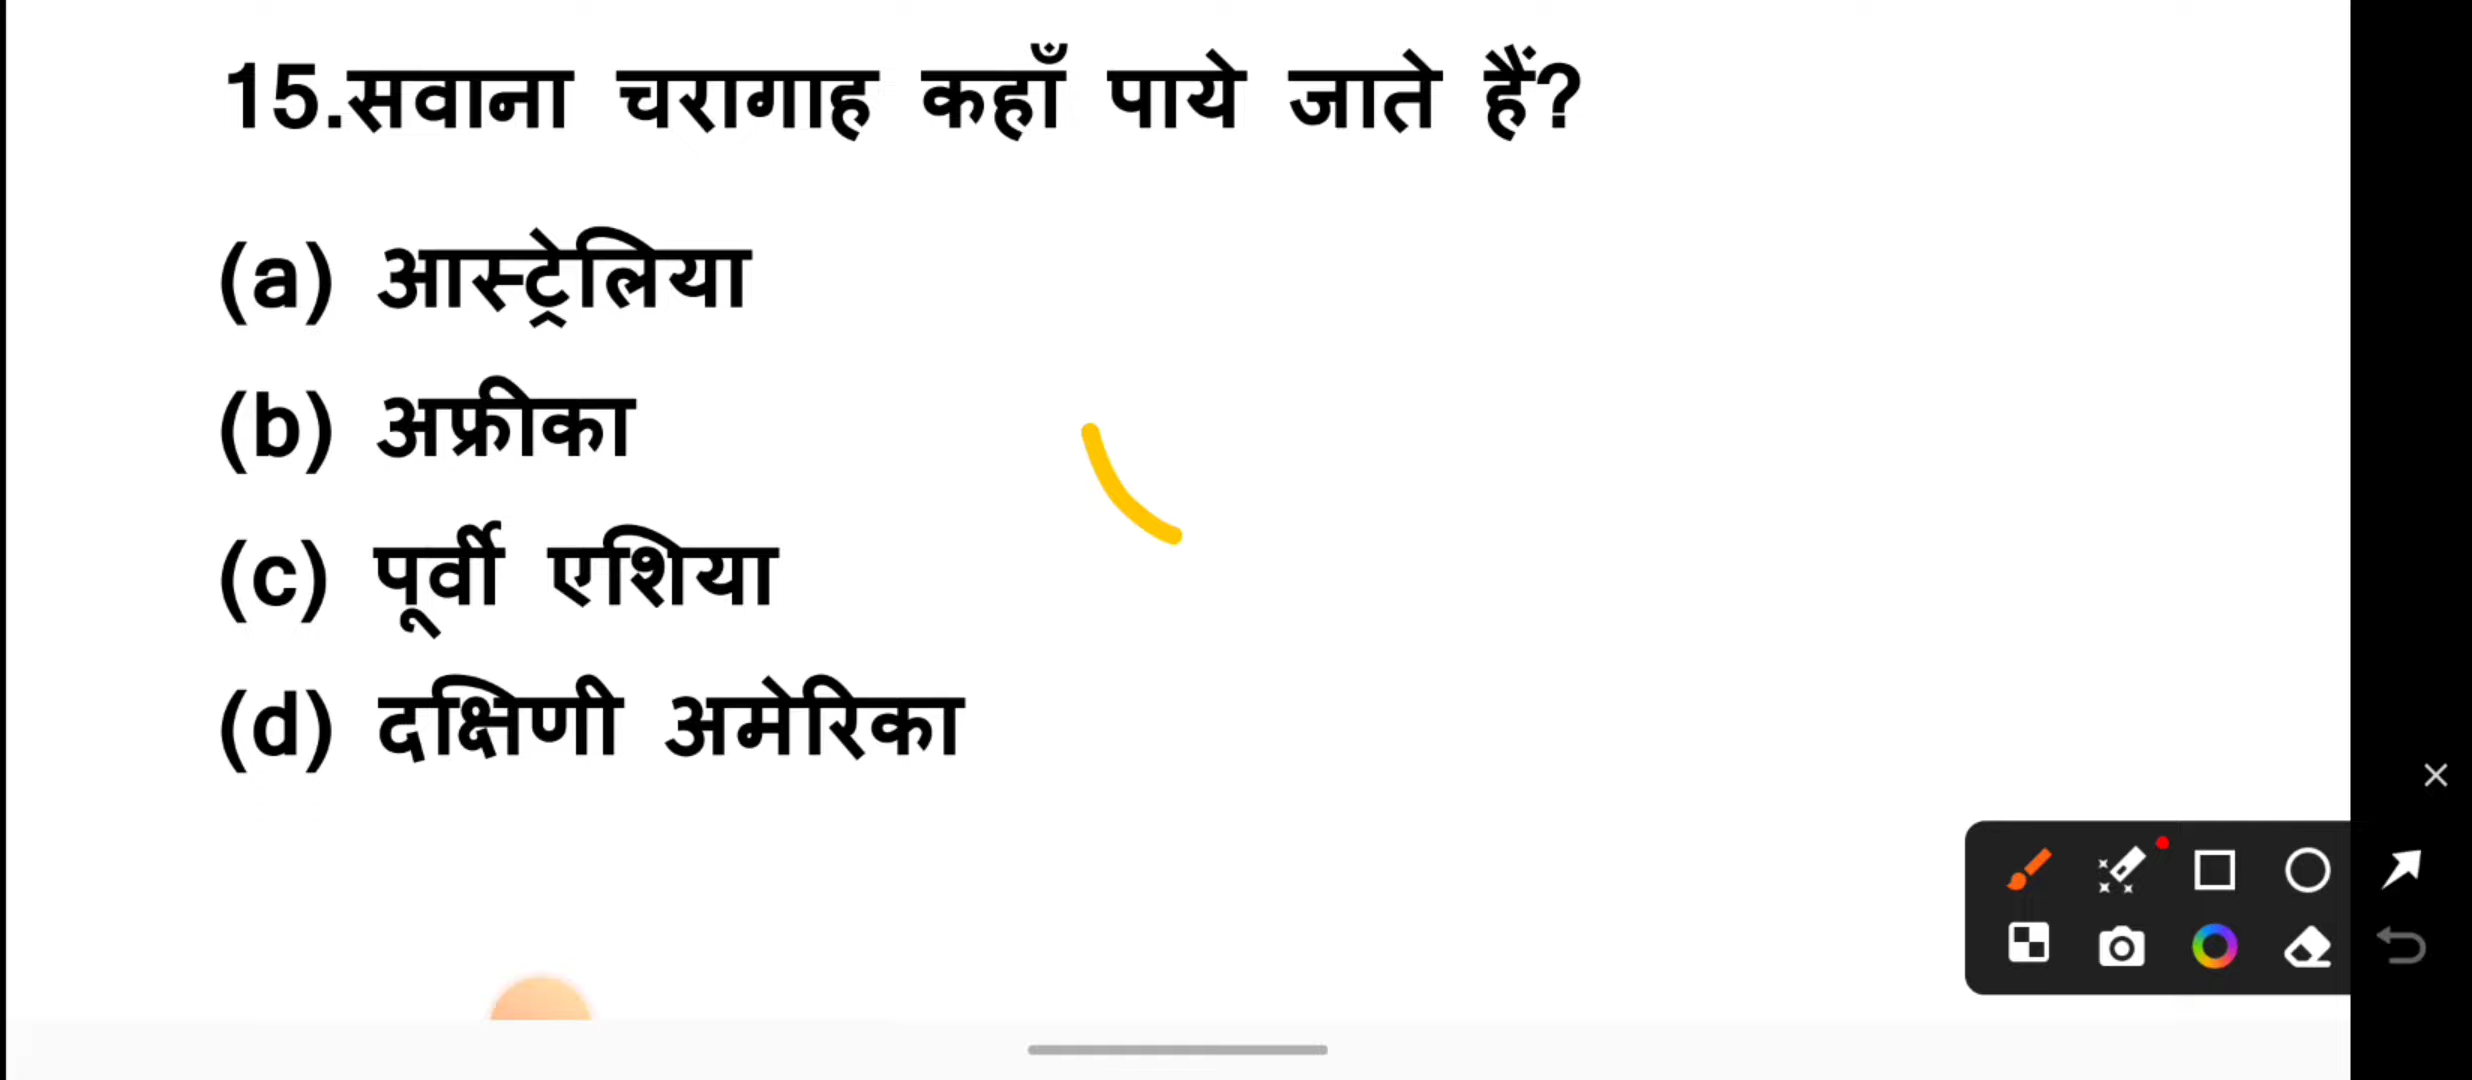 15.सवाना चरागाह कहाँ पाये जाते हैं?
(a) आस्ट्रेलिया
(b) अफ्रीका
(c) पूर्वी एशिया
(d) दक्षिणी अमेरिका